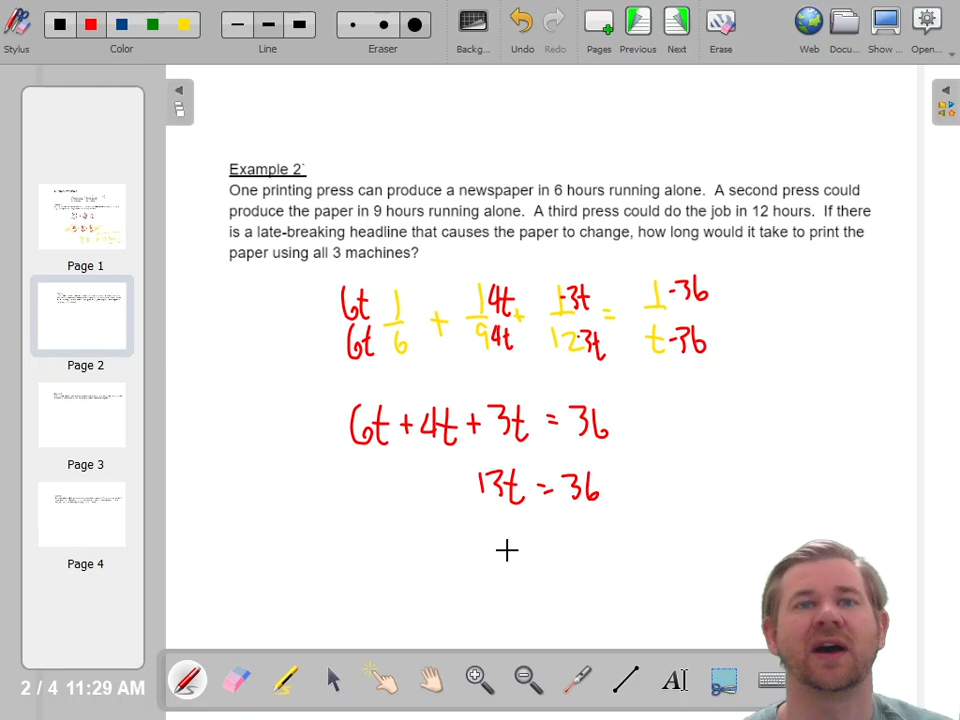 Stylus Color Line Eraser Backg... Undo Redo Pages Previous Next Erase Web Docu... Show ... Open...
Page 1
Page 2
Page 3
Page 4
Example 2`
One printing press can produce a newspaper in 6 hours running alone. A second press could
produce the paper in 9 hours running alone. A third press could do the job in 12 hours. If there
is a late-breaking headline that causes the paper to change, how long would it take to print the
paper using all 3 machines?
6t 1 1 4t 1·3t 1·36
+ + =
6t 6 9 4t 12·3t t·36
6t + 4t + 3t = 36
13t = 36
2 / 4 11:29 AM
A